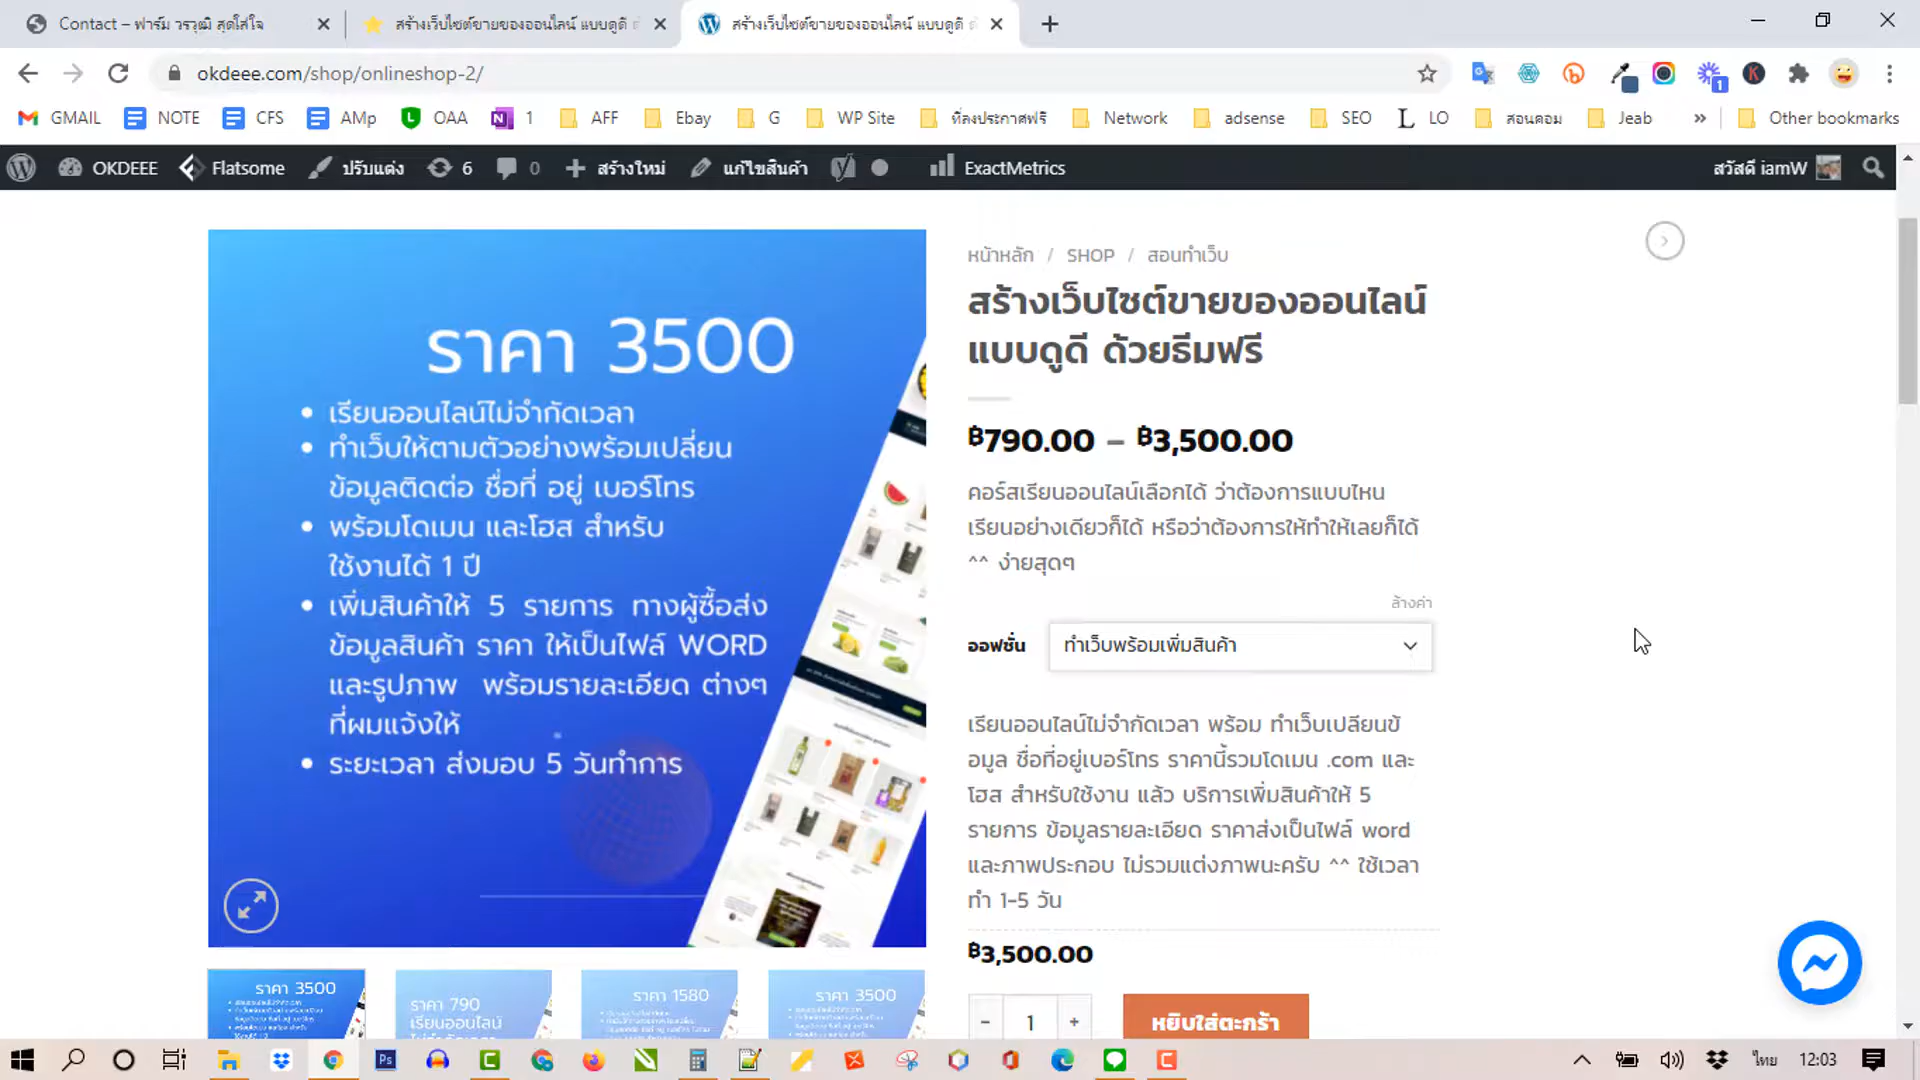 Contact – ฟาร์ม วรวุฒิ สุดใส่ใจ
สร้างเว็บไซต์ขายของออนไลน์ แบบดูดี
สร้างเว็บไซต์ขายของออนไลน์ แบบดูดี
okdeee.com/shop/onlineshop-2/
GMAIL NOTE CFS AMp OAA 1 AFF Ebay G WP Site ที่ลงประกาศฟรี Network adsense SEO LO สอนคอม Jeab » Other bookmarks
OKDEEE Flatsome ปรับแต่ง 6 0 สร้างใหม่ แก้ไขสินค้า ExactMetrics สวัสดี iamW
ราคา 3500
• เรียนออนไลน์ไม่จำกัดเวลา
• ทำเว็บให้ตามตัวอย่างพร้อมเปลี่ยน
ข้อมูลติดต่อ ชื่อที่ อยู่ เบอร์โทร
• พร้อมโดเมน และโฮส สำหรับ
ใช้งานได้ 1 ปี
• เพิ่มสินค้าให้ 5 รายการ ทางผู้ซื้อส่ง
ข้อมูลสินค้า ราคา ให้เป็นไฟล์ WORD
และรูปภาพ พร้อมรายละเอียด ต่างๆ
ที่ผมแจ้งให้
• ระยะเวลา ส่งมอบ 5 วันทำการ
หน้าหลัก / SHOP / สอนทำเว็บ
สร้างเว็บไซต์ขายของออนไลน์
แบบดูดี ด้วยธีมฟรี
฿790.00 – ฿3,500.00
คอร์สเรียนออนไลน์เลือกได้ ว่าต้องการแบบไหน
เรียนอย่างเดียวก็ได้ หรือว่าต้องการให้ทำให้เลยก็ได้
^^ ง่ายสุดๆ
ล้างค่า
ออฟชั่น ทำเว็บพร้อมเพิ่มสินค้า
เรียนออนไลน์ไม่จำกัดเวลา พร้อม ทำเว็บเปลียนข้
อมูล ชื่อที่อยู่เบอร์โทร ราคานี้รวมโดเมน .com และ
โฮส สำหรับใช้งาน แล้ว บริการเพิ่มสินค้าให้ 5
รายการ ข้อมูลรายละเอียด ราคาส่งเป็นไฟล์ word
และภาพประกอบ ไม่รวมแต่งภาพนะครับ ^^ ใช้เวลา
ทำ 1-5 วัน
฿3,500.00
- 1 +
หยิบใส่ตะกร้า
ราคา 3500
ราคา 790
เรียนออนไลน์
ราคา 1580
ราคา 3500
ไทย 12:03